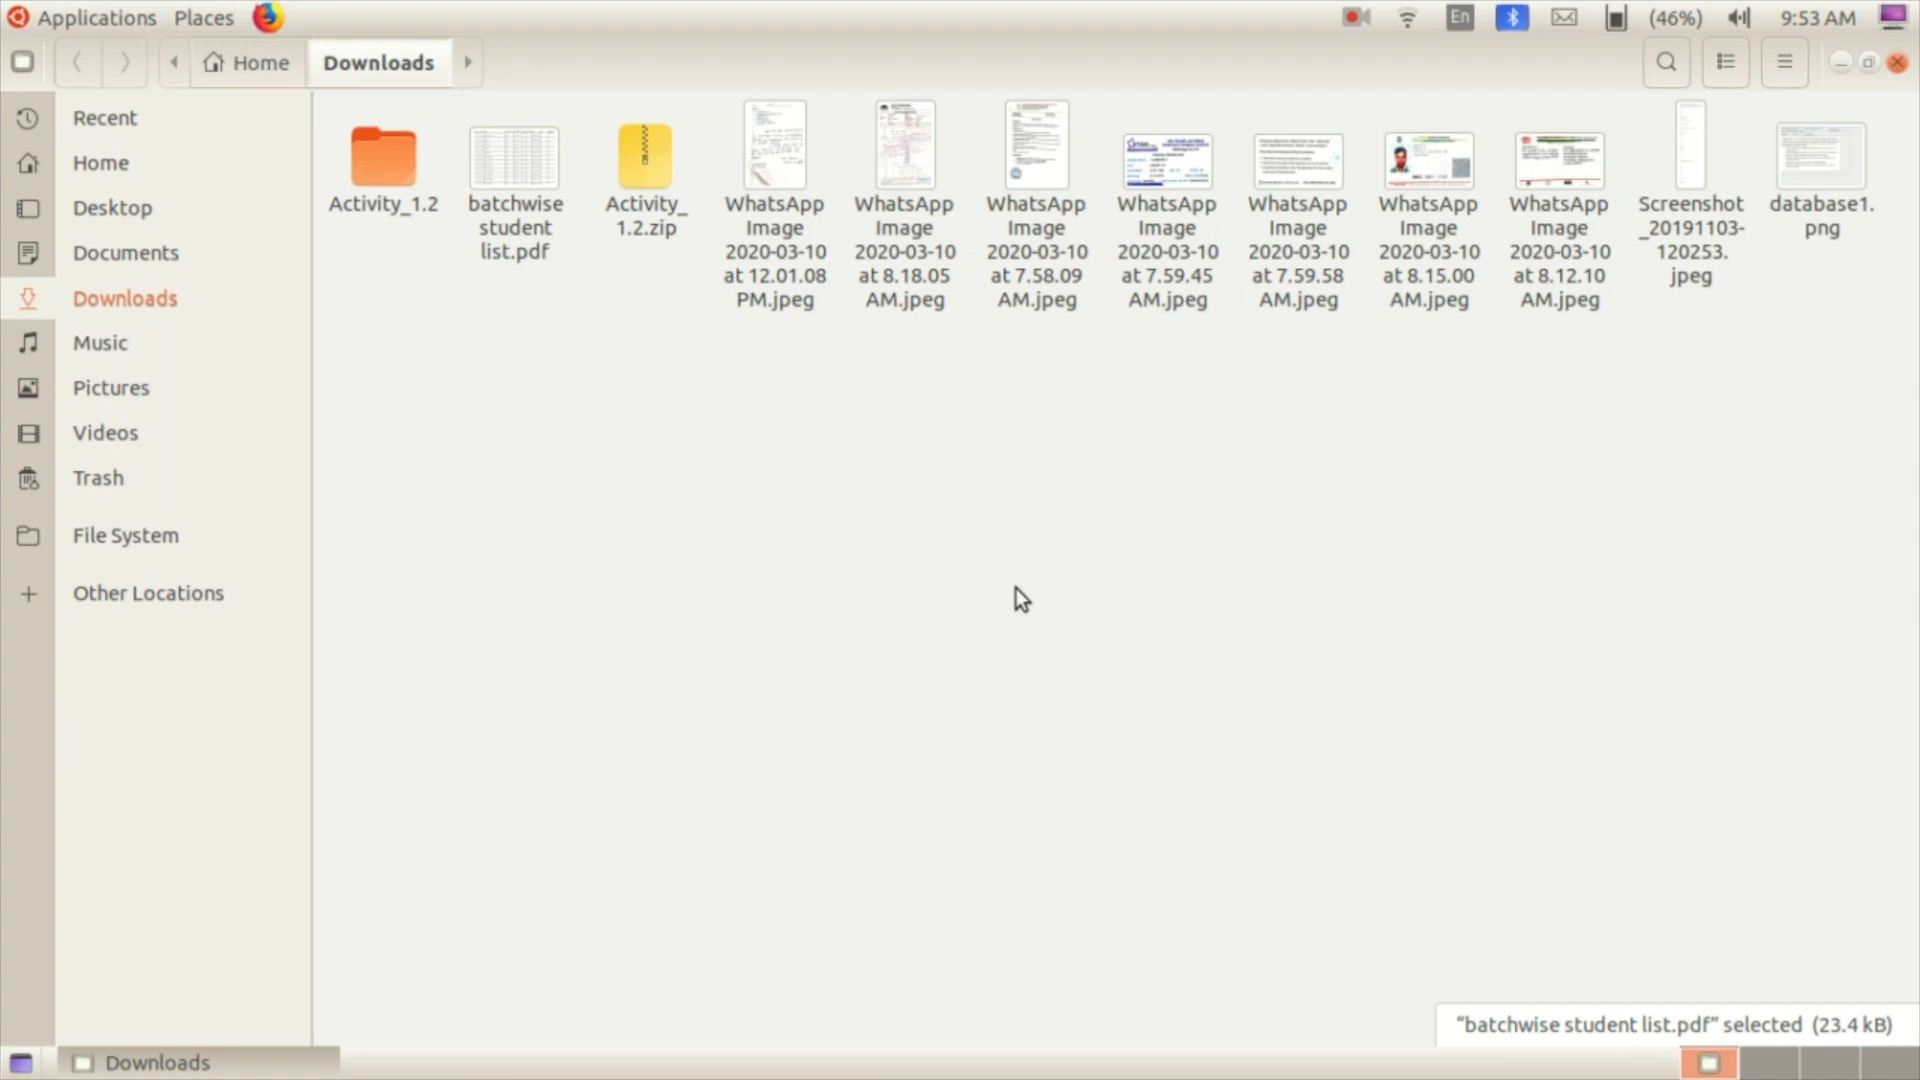 Applications Places En (46%) 9:53 AM
Home Downloads
Recent
Home
Desktop
Documents
Downloads
Music
Pictures
Videos
Trash
File System
Other Locations
Activity_1.2
batchwise
student
list.pdf
Activity_
1.2.zip
WhatsApp
Image
2020-03-10
at 12.01.08
PM.jpeg
WhatsApp
Image
2020-03-10
at 8.18.05
AM.jpeg
WhatsApp
Image
2020-03-10
at 7.58.09
AM.jpeg
WhatsApp
Image
2020-03-10
at 7.59.45
AM.jpeg
WhatsApp
Image
2020-03-10
at 7.59.58
AM.jpeg
WhatsApp
Image
2020-03-10
at 8.15.00
AM.jpeg
WhatsApp
Image
2020-03-10
at 8.12.10
AM.jpeg
Screenshot
_20191103-
120253.
jpeg
database1.
png
“batchwise student list.pdf” selected (23.4 kB)
Downloads